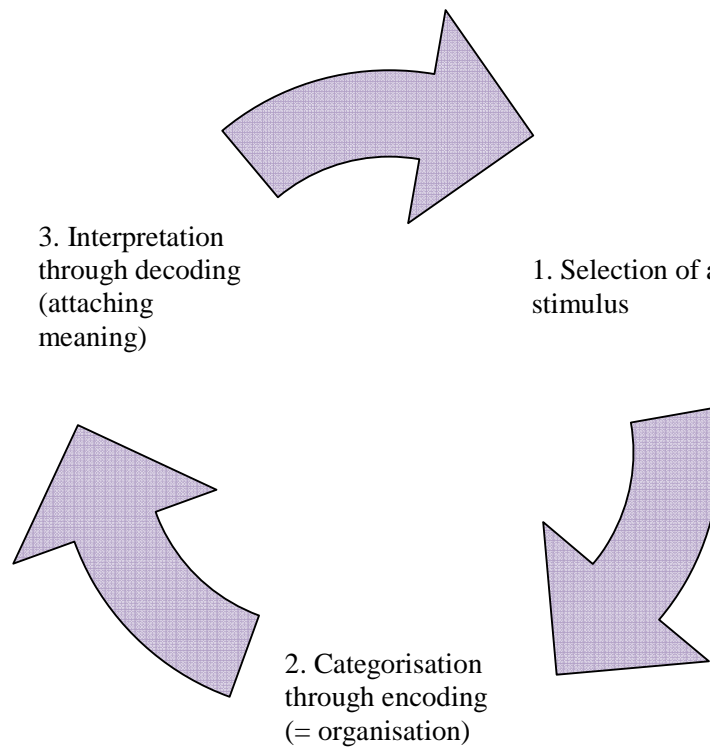 3. Interpretation
through decoding
(attaching
meaning)
1. Selection of a
stimulus
2. Categorisation
through encoding
(= organisation)